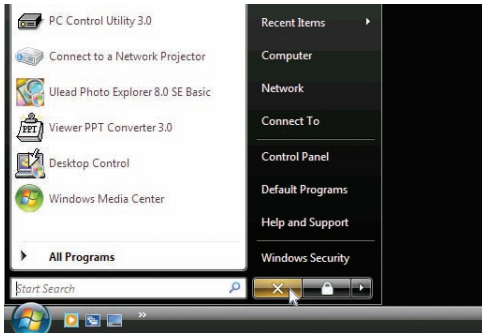 PC Control Utility 3.0
Connect to a Network Projector
Ulead Photo Explorer 8.0 SE Basic
PPT
Viewer PPT Converter 3.0
Desktop Control
Windows Media Center
All Programs
Start Search
Recent Items
Computer
Network
Connect To
Control Panel
Default Programs
Help and Support
Windows Security